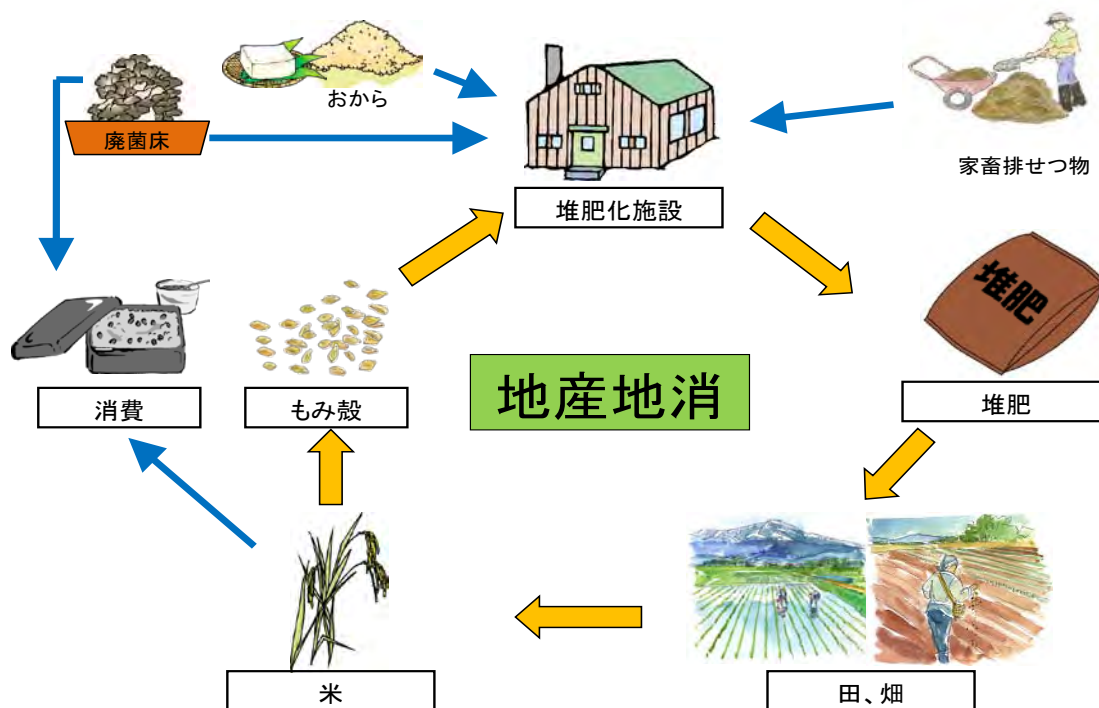 おから
廃菌床
家畜排せつ物
堆肥化施設
堆肥
地産地消
消費
もみ殻
堆肥
米
田、畑